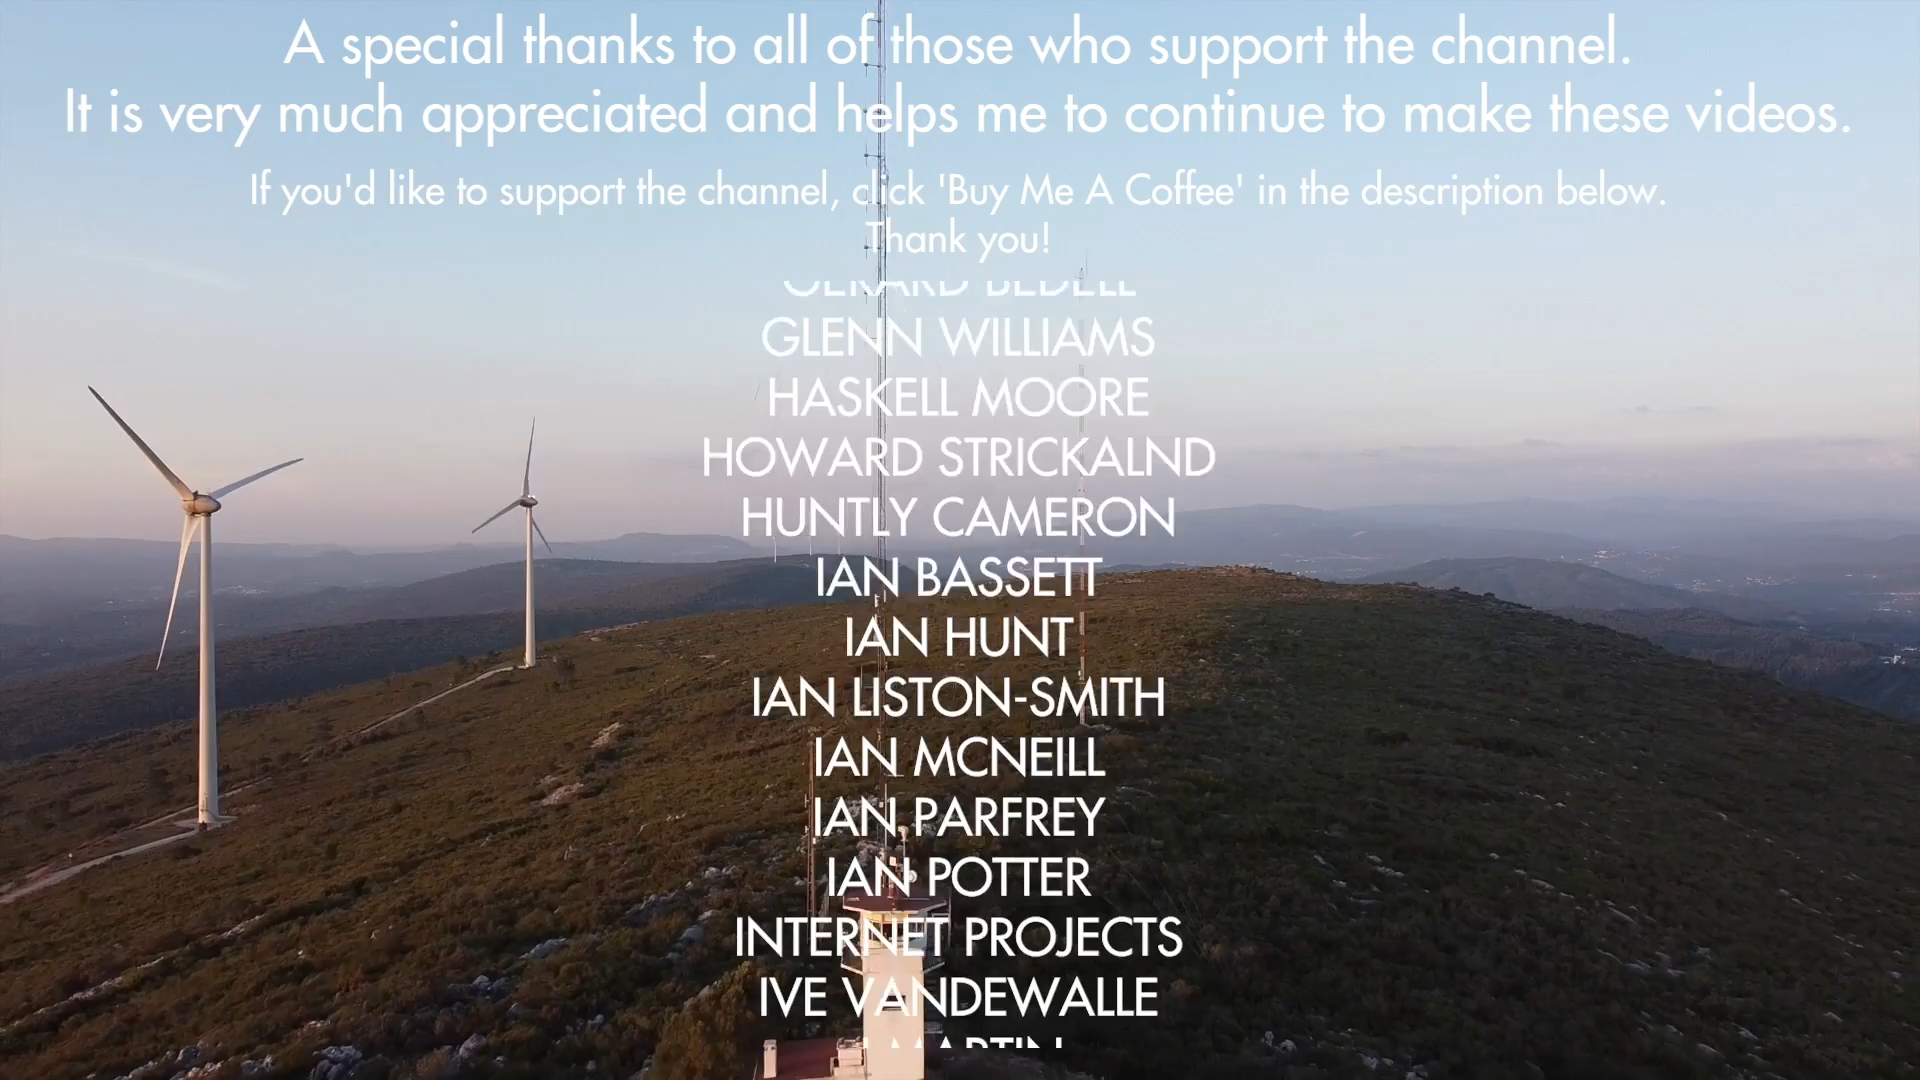 A special thanks to all of those who support the channel.
It is very much appreciated and helps me to continue to make these videos.
If you'd like to support the channel, click 'Buy Me A Coffee' in the description below.
Thank you!
GERARD BEDELL
GLENN WILLIAMS
HASKELL MOORE
HOWARD STRICKALND
HUNTLY CAMERON
IAN BASSETT
IAN HUNT
IAN LISTON-SMITH
IAN MCNEILL
IAN PARFREY
IAN POTTER
INTERNET PROJECTS
IVE VANDEWALLE
J MARTIN